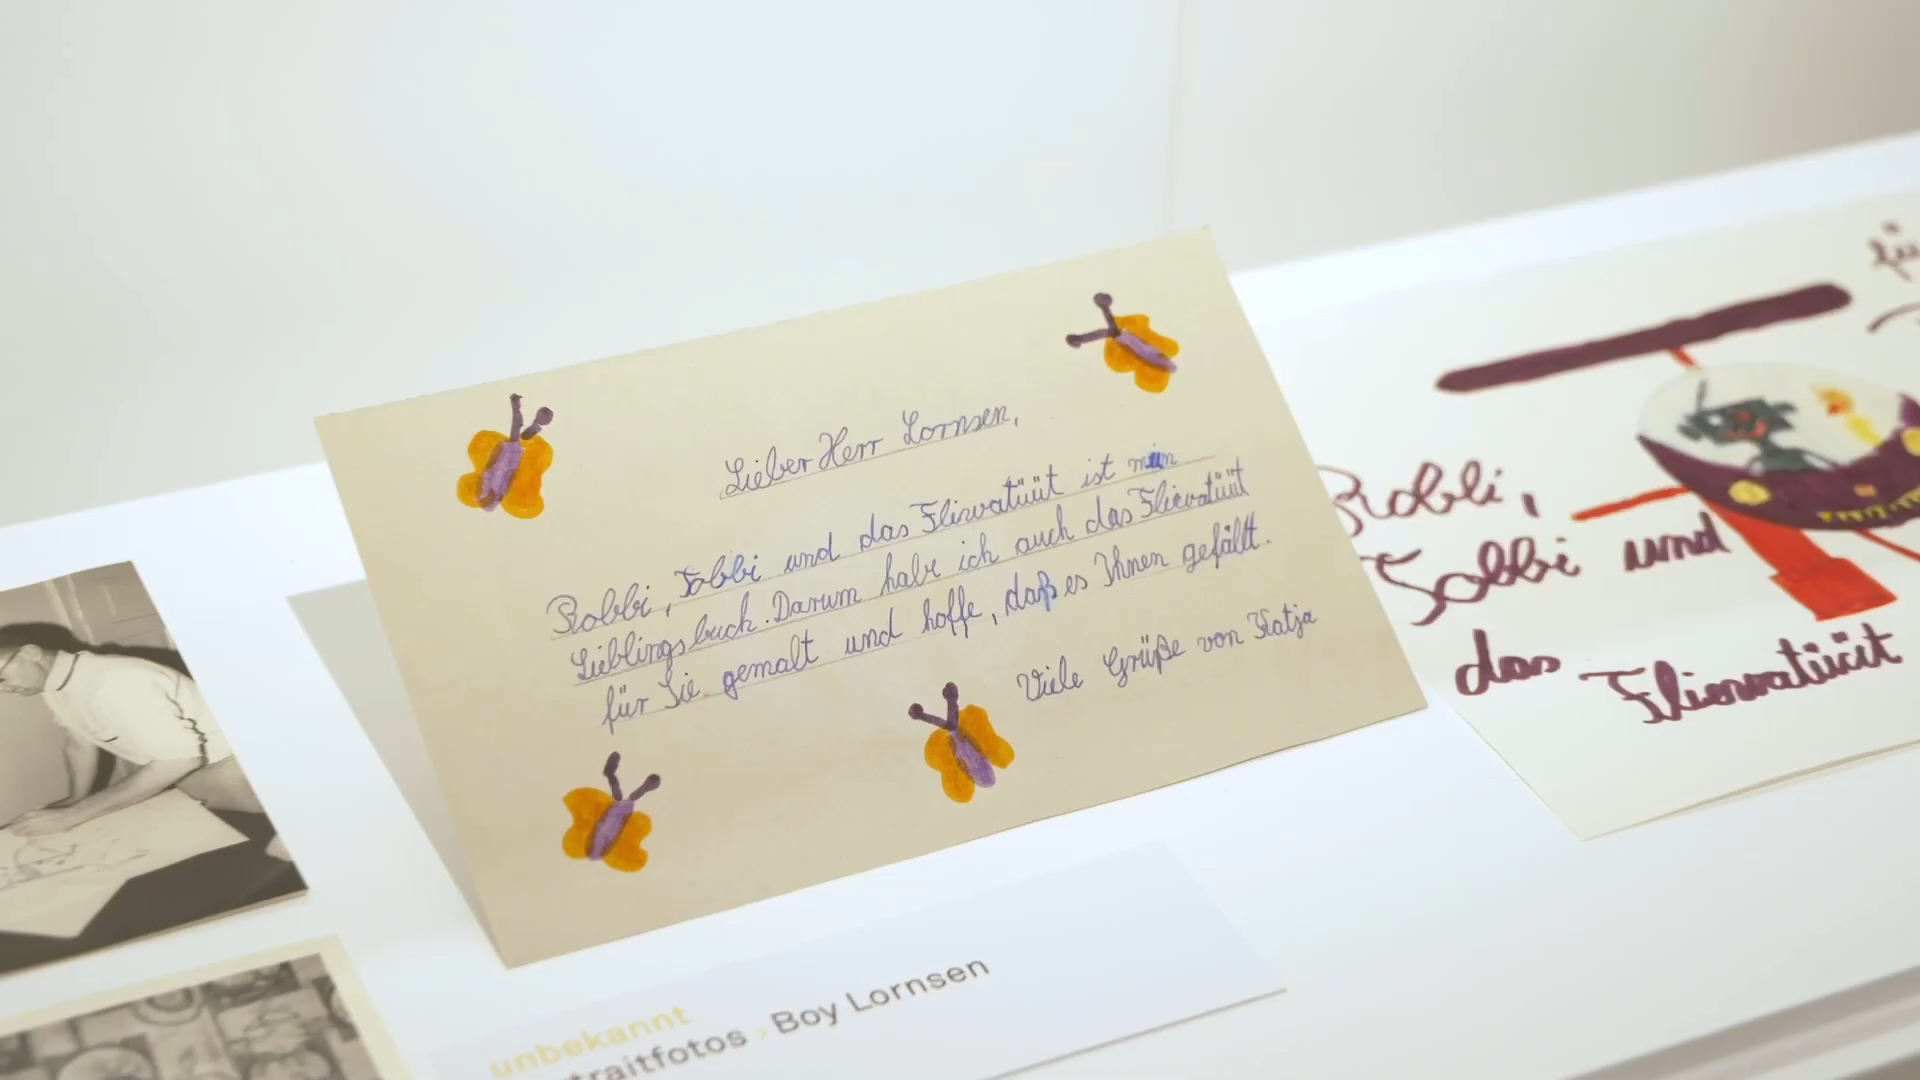 Lieber Herr Lornsen,
Robbi, Tobbi und das Fliewatüüt ist mein
Lieblingsbuch. Darum habe ich auch das Fliewatüüt
für Sie gemalt und hoffe, daß es Ihnen gefällt.
Viele Grüße von Katja
Robbi,
Tobbi und
das Fliewatüüt
unbekannt
traitfotos › Boy Lornsen